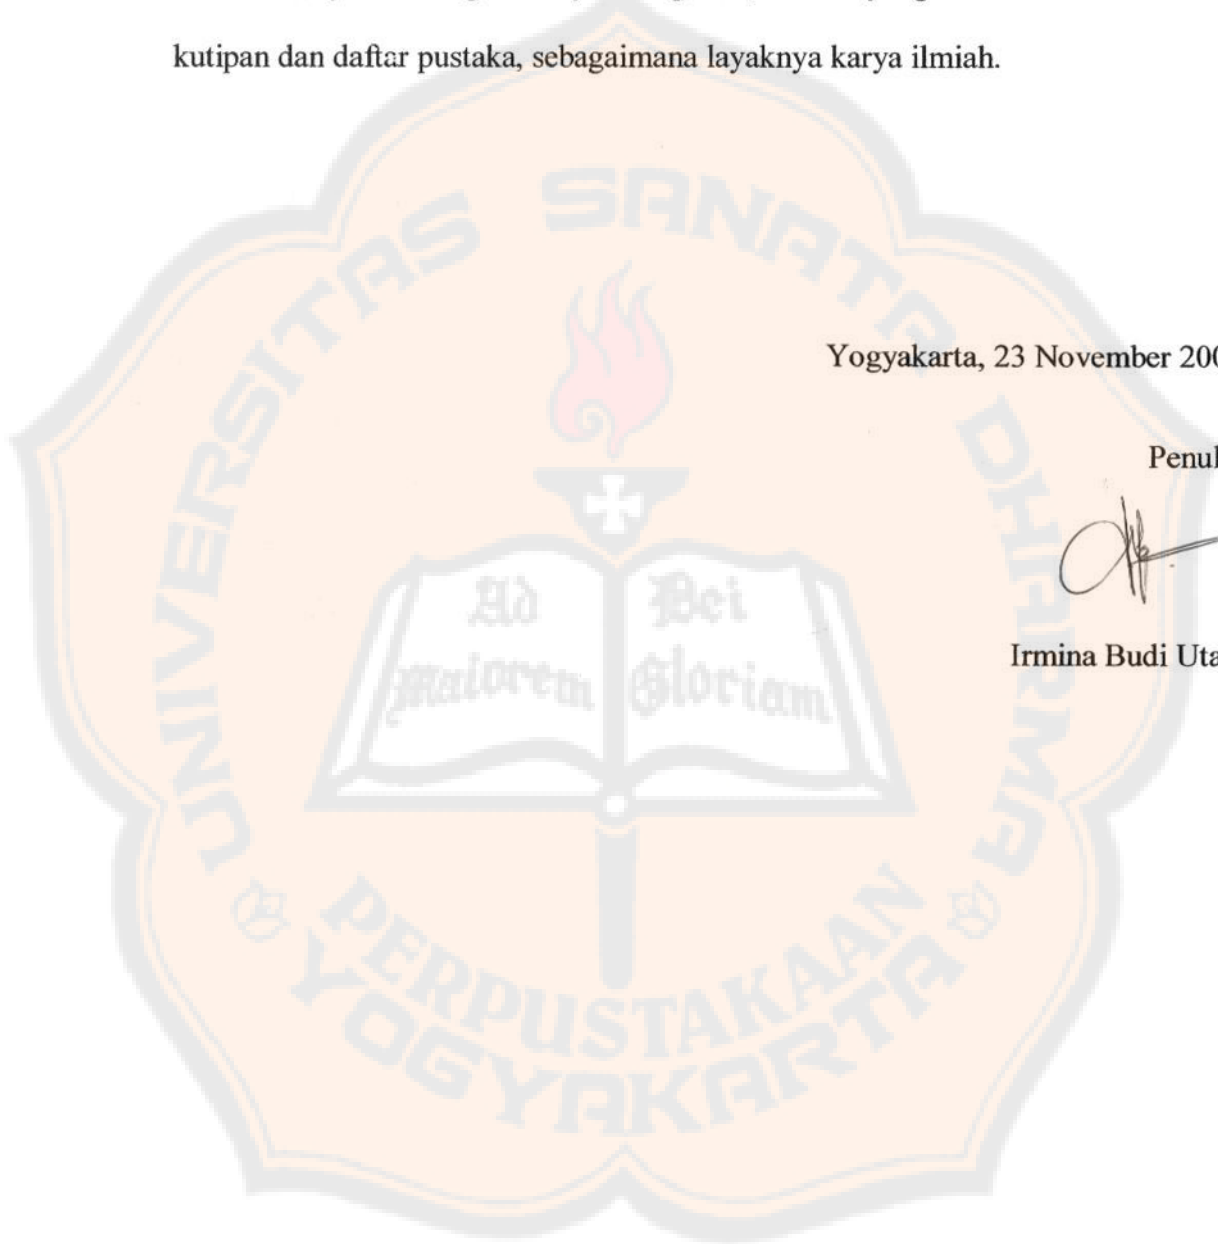 kutipan dan daftar pustaka, sebagaimana layaknya karya ilmiah.
UNIVERSITAS SANATA DHARMA
Yogyakarta, 23 November 200
Penul
Ad Dei
Maiorem Gloriam
Irmina Budi Uta
PERPUSTAKAAN
YOGYAKARTA